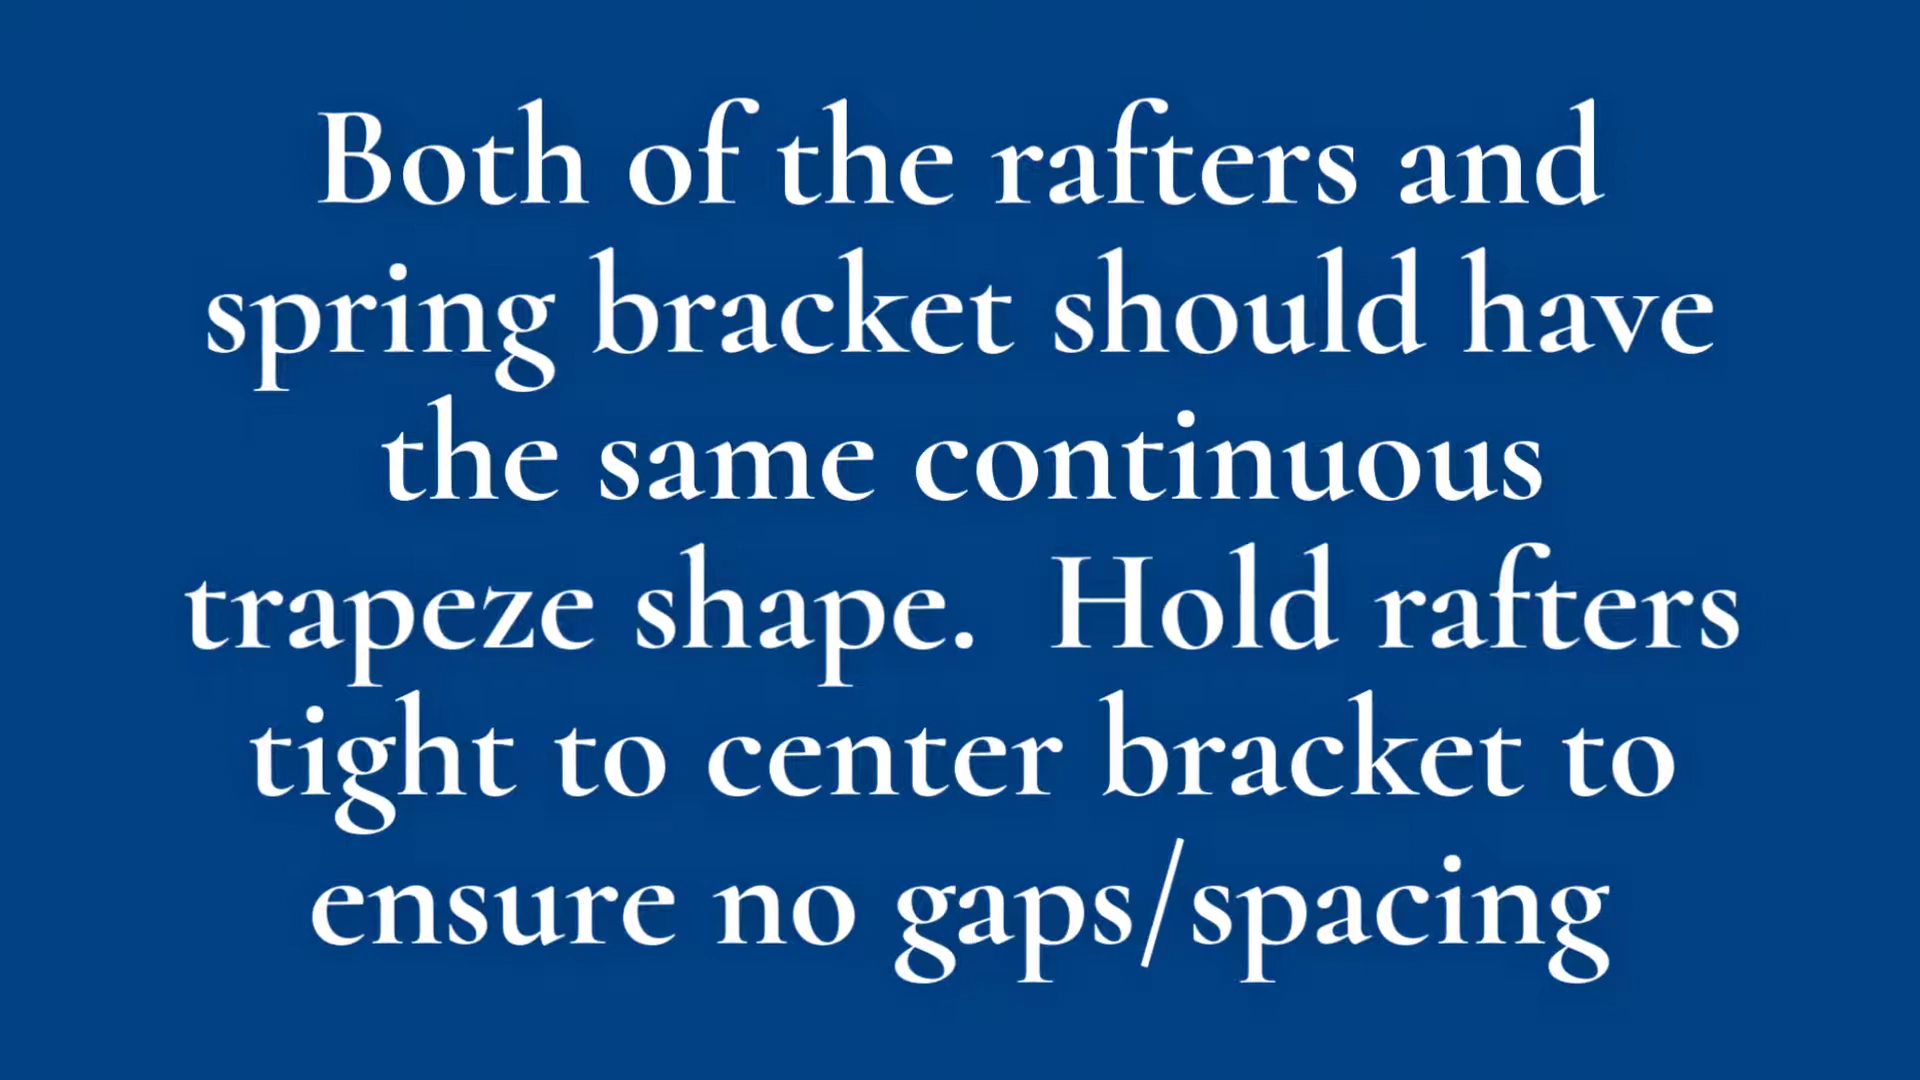 Both of the rafters and
spring bracket should have
the same continuous
trapeze shape.  Hold rafters
tight to center bracket to
ensure no gaps/spacing